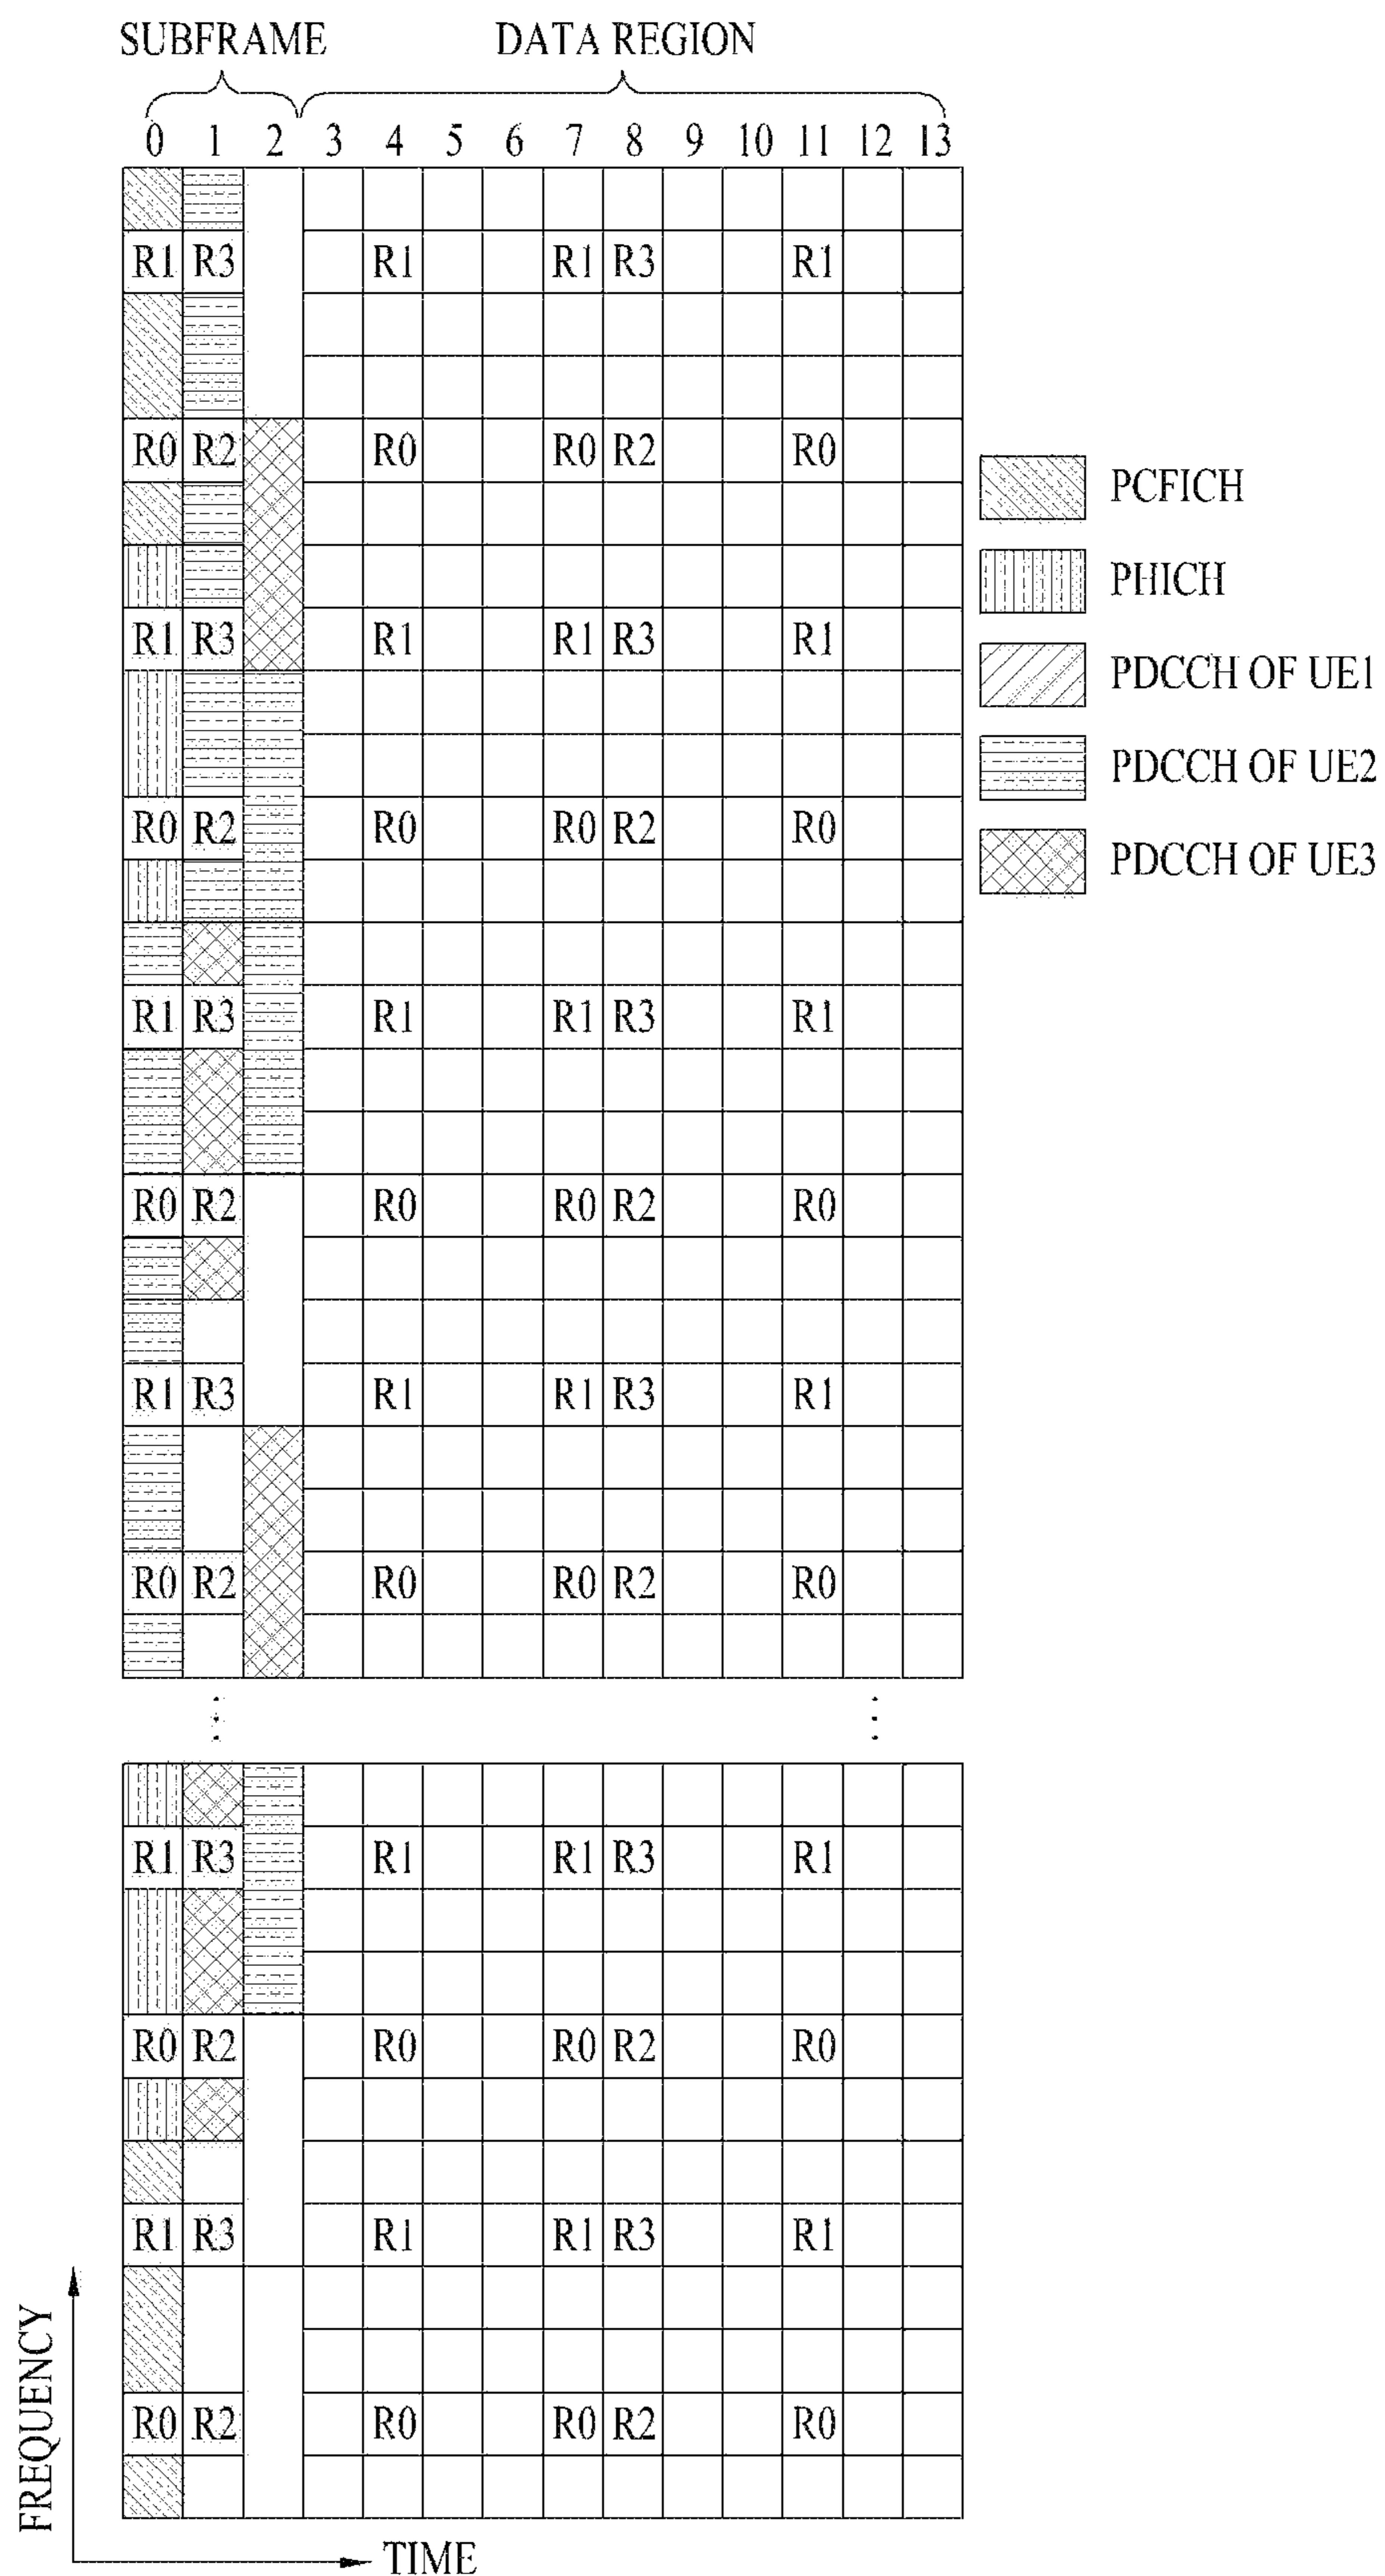 SUBFRAME DATA REGION
0 1 2 3 4 5 6 7 8 9 10 11 12 13
R1 R3 R1 R1 R3 R1
R0 R2 R0 R0 R2 R0
PCFICH
PHICH
R1 R3 R1 R1 R3 R1
PDCCH OF UE1
PDCCH OF UE2
R0 R2 R0 R0 R2 R0
PDCCH OF UE3
R1 R3 R1 R1 R3 R1
R0 R2 R0 R0 R2 R0
R1 R3 R1 R1 R3 R1
R0 R2 R0 R0 R2 R0
R1 R3 R1 R1 R3 R1
R0 R2 R0 R0 R2 R0
R1 R3 R1 R1 R3 R1
R0 R2 R0 R0 R2 R0
FREQUENCY
TIME